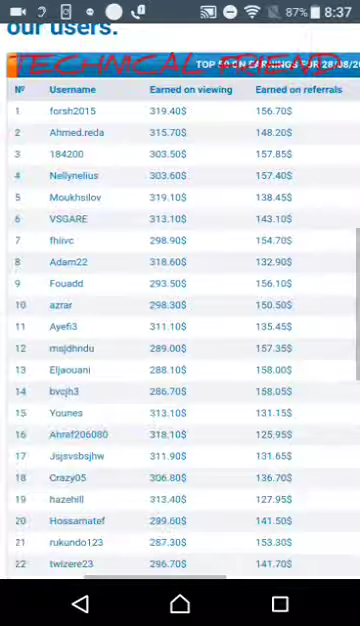 87% 8:37
our users.
TECHMCAL FRIEND
TOP 50 ON EARNINGS FOR 28/08/20
Nº Username Earned on viewing Earned on referrals
1 forsh2015 319.40$ 156.70$
2 Ahmed.reda 315.70$ 148.20$
3 184200 303.50$ 157.85$
4 Nellynelius 303.60$ 157.40$
5 Moukhsilov 319.10$ 138.45$
6 VSGARE 313.10$ 143.10$
7 fhiivc 298.90$ 154.70$
8 Adam22 318.60$ 132.90$
9 Fouadd 293.50$ 156.10$
10 azrar 298.30$ 150.50$
11 Ayefi3 311.10$ 135.45$
12 msjdhndu 289.00$ 157.35$
13 Eljaouani 288.10$ 158.00$
14 bvcjh3 286.70$ 158.05$
15 Younes 313.10$ 131.15$
16 Ahraf206080 318.10$ 125.95$
17 Jsjsvsbsjhw 311.90$ 131.65$
18 Crazy05 306.80$ 136.70$
19 hazehill 313.40$ 127.95$
20 Hossamatef 299.60$ 141.50$
21 rukundo123 287.30$ 153.30$
22 twizere23 296.70$ 141.70$